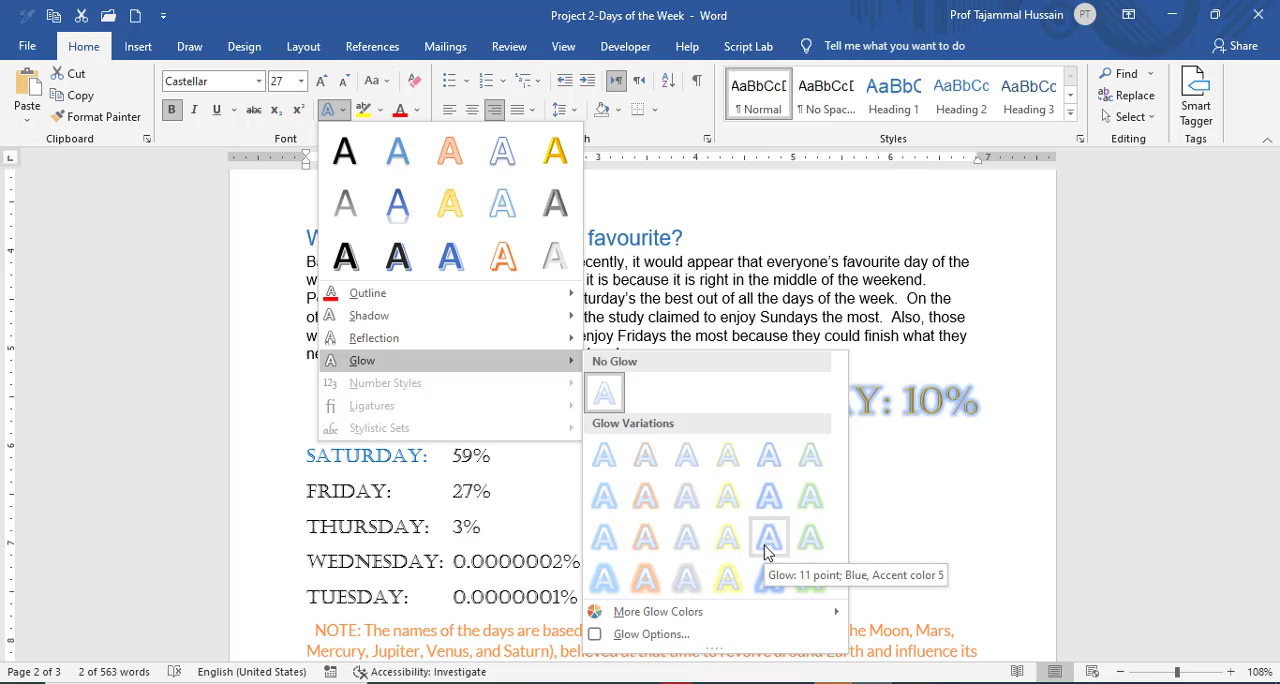 Project 2-Days of the Week - Word
Prof Tajammal Hussain
PT
File
Home
Insert
Draw
Design
Layout
References
Mailings
Review
View
Developer
Help
Script Lab
Tell me what you want to do
Share
Paste
Cut
Copy
Format Painter
Clipboard
Castellar
27
Font
AaBbCcI
¶ Normal
AaBbCcI
¶ No Spac...
AaBbC
Heading 1
AaBbCc
Heading 2
AaBbCc
Heading 3
Styles
Find
Replace
Select
Editing
Smart
Tagger
Tags
Outline
Shadow
Reflection
Glow
Number Styles
Ligatures
Stylistic Sets
No Glow
Glow Variations
Glow: 11 point; Blue, Accent color 5
More Glow Colors
Glow Options...
favourite?
ecently, it would appear that everyone's favourite day of the
it is because it is right in the middle of the weekend.
turday's the best out of all the days of the week. On the
the study claimed to enjoy Sundays the most. Also, those
enjoy Fridays the most because they could finish what they
Y: 10%
SATURDAY: 59%
FRIDAY: 27%
THURSDAY: 3%
WEDNESDAY: 0.0000002%
TUESDAY: 0.0000001%
NOTE: The names of the days are based he Moon, Mars,
Mercury, Jupiter, Venus, and Saturn), believed at that time to revolve around Earth and influence its
Page 2 of 3
2 of 563 words
English (United States)
Accessibility: Investigate
108%